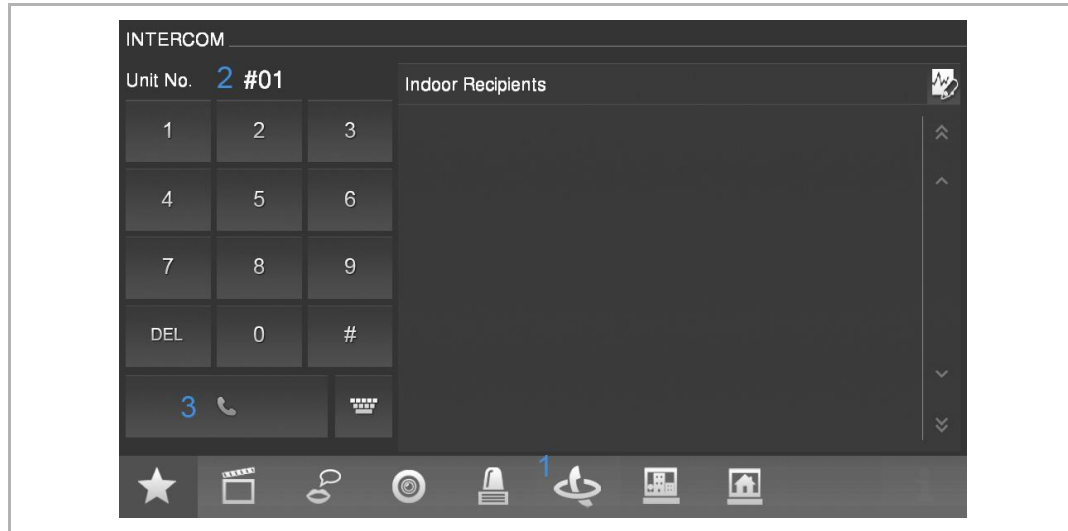 INTERCOM
Unit No. 2 #01
Indoor Recipients
1 2 3
4 5 6
7 8 9
DEL 0 #
3
1